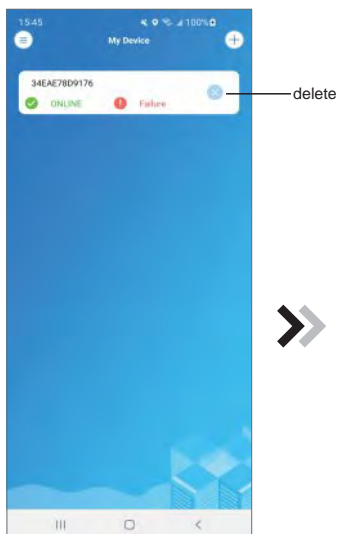 15:45 100%
My Device
34EAE78D9176
ONLINE Failure
delete